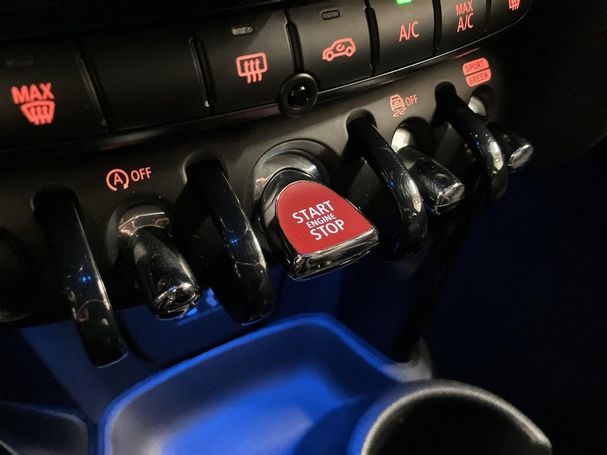 A/C
MAX
A/C
MAX
SPORT
GREEN
OFF
A OFF
START
ENGINE
STOP